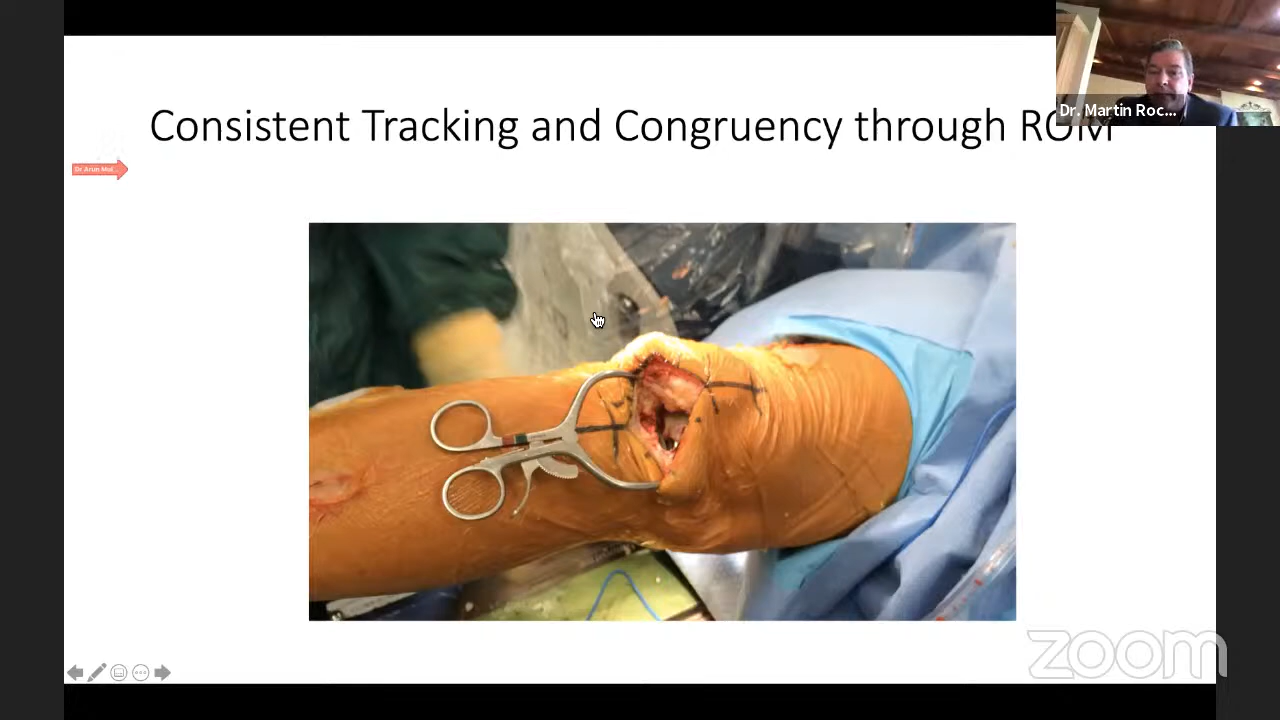 Consistent Tracking and Congruency through ROM
Dr. Martin Roc...
Dr Arun Mul...
zoom